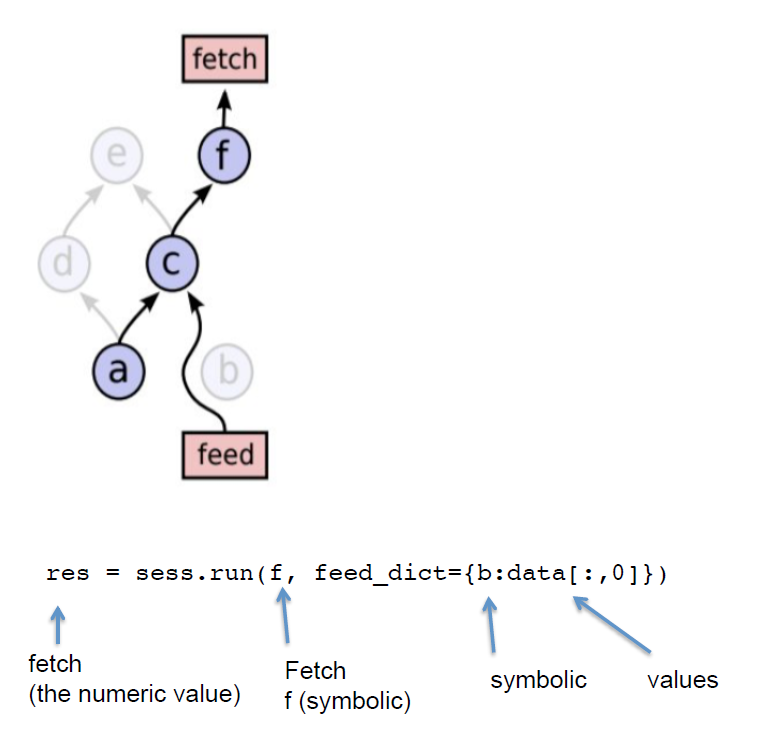 fetch
e
f
d
c
a
b
feed
res = sess.run(f, feed_dict={b:data[:,0]})
fetch
(the numeric value)
Fetch
f (symbolic)
symbolic
values